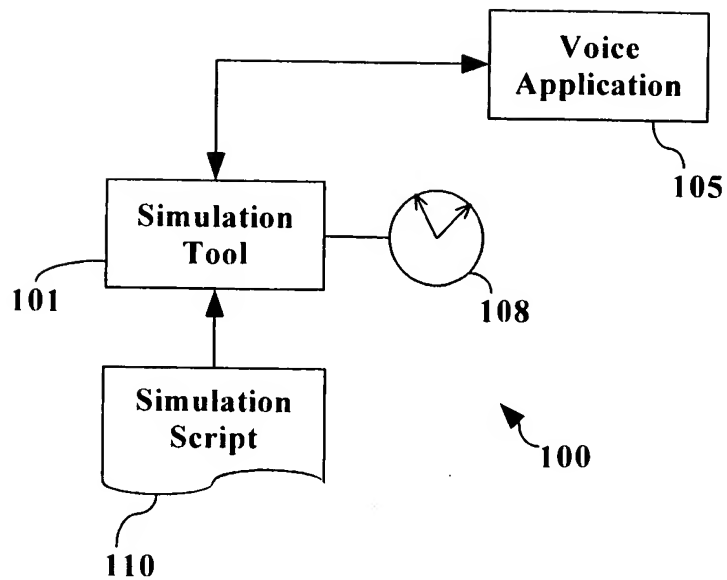 Voice
Application
105
Simulation
Tool
101
108
Simulation
Script
100
110